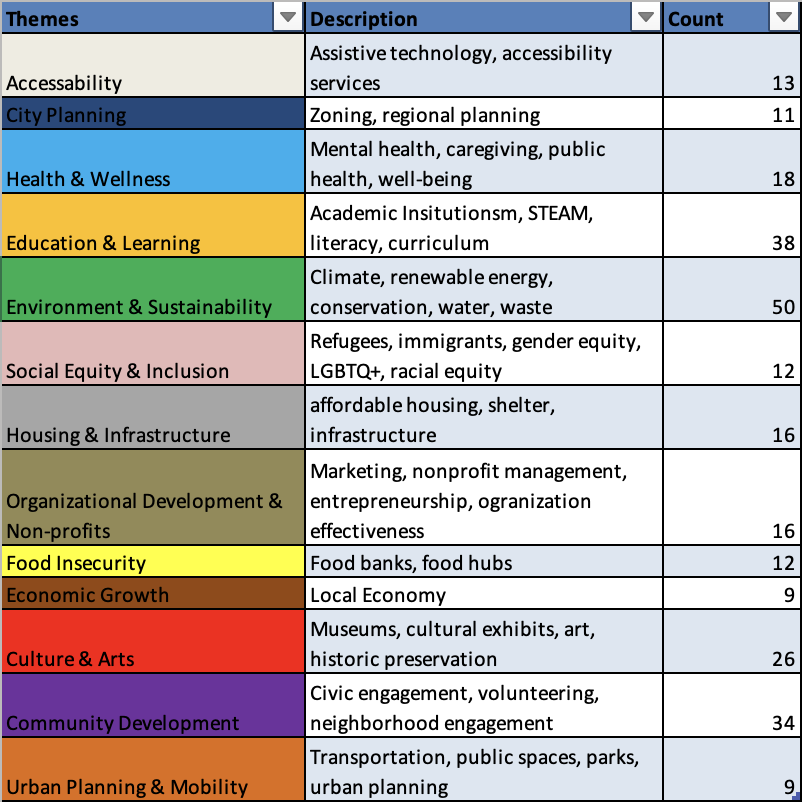 Themes Description Count
Accessability Assistive technology, accessibility
services 13
City Planning Zoning, regional planning 11
Health & Wellness Mental health, caregiving, public
health, well-being 18
Education & Learning Academic Insitutionsm, STEAM,
literacy, curriculum 38
Environment & Sustainability Climate, renewable energy,
conservation, water, waste 50
Social Equity & Inclusion Refugees, immigrants, gender equity,
LGBTQ+, racial equity 12
Housing & Infrastructure affordable housing, shelter,
infrastructure 16
Organizational Development &
Non-profits Marketing, nonprofit management,
entrepreneurship, ogranization
effectiveness 16
Food Insecurity Food banks, food hubs 12
Economic Growth Local Economy 9
Culture & Arts Museums, cultural exhibits, art,
historic preservation 26
Community Development Civic engagement, volunteering,
neighborhood engagement 34
Urban Planning & Mobility Transportation, public spaces, parks,
urban planning 9